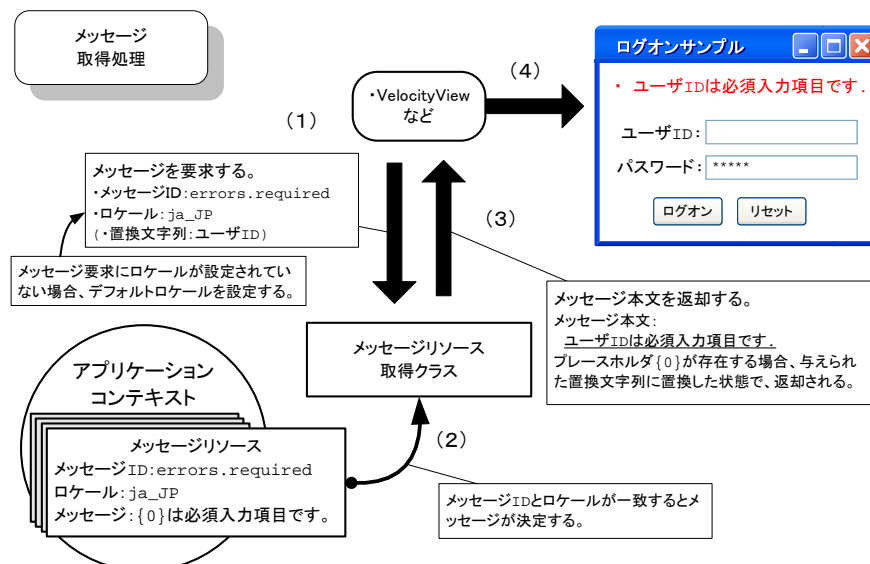 メッセージ
取得処理
・VelocityView
など
(4)
ログオンサンプル
・ ユーザIDは必須入力項目です.
ユーザID:
パスワード: *****
ログオン リセット
(1)
メッセージを要求する。
・メッセージID:errors.required
・ロケール:ja_JP
(・置換文字列:ユーザID)
メッセージ要求にロケールが設定されてい
ない場合、デフォルトロケールを設定する。
(3)
メッセージ本文を返却する。
メッセージ本文:
ユーザIDは必須入力項目です.
プレースホルダ{0}が存在する場合、与えられ
た置換文字列に置換した状態で、返却される。
メッセージリソース
取得クラス
アプリケーション
コンテキスト
メッセージリソース
メッセージID:errors.required
ロケール:ja_JP
メッセージ:{0}は必須入力項目です。
(2)
メッセージIDとロケールが一致するとメ
ッセージが決定する。